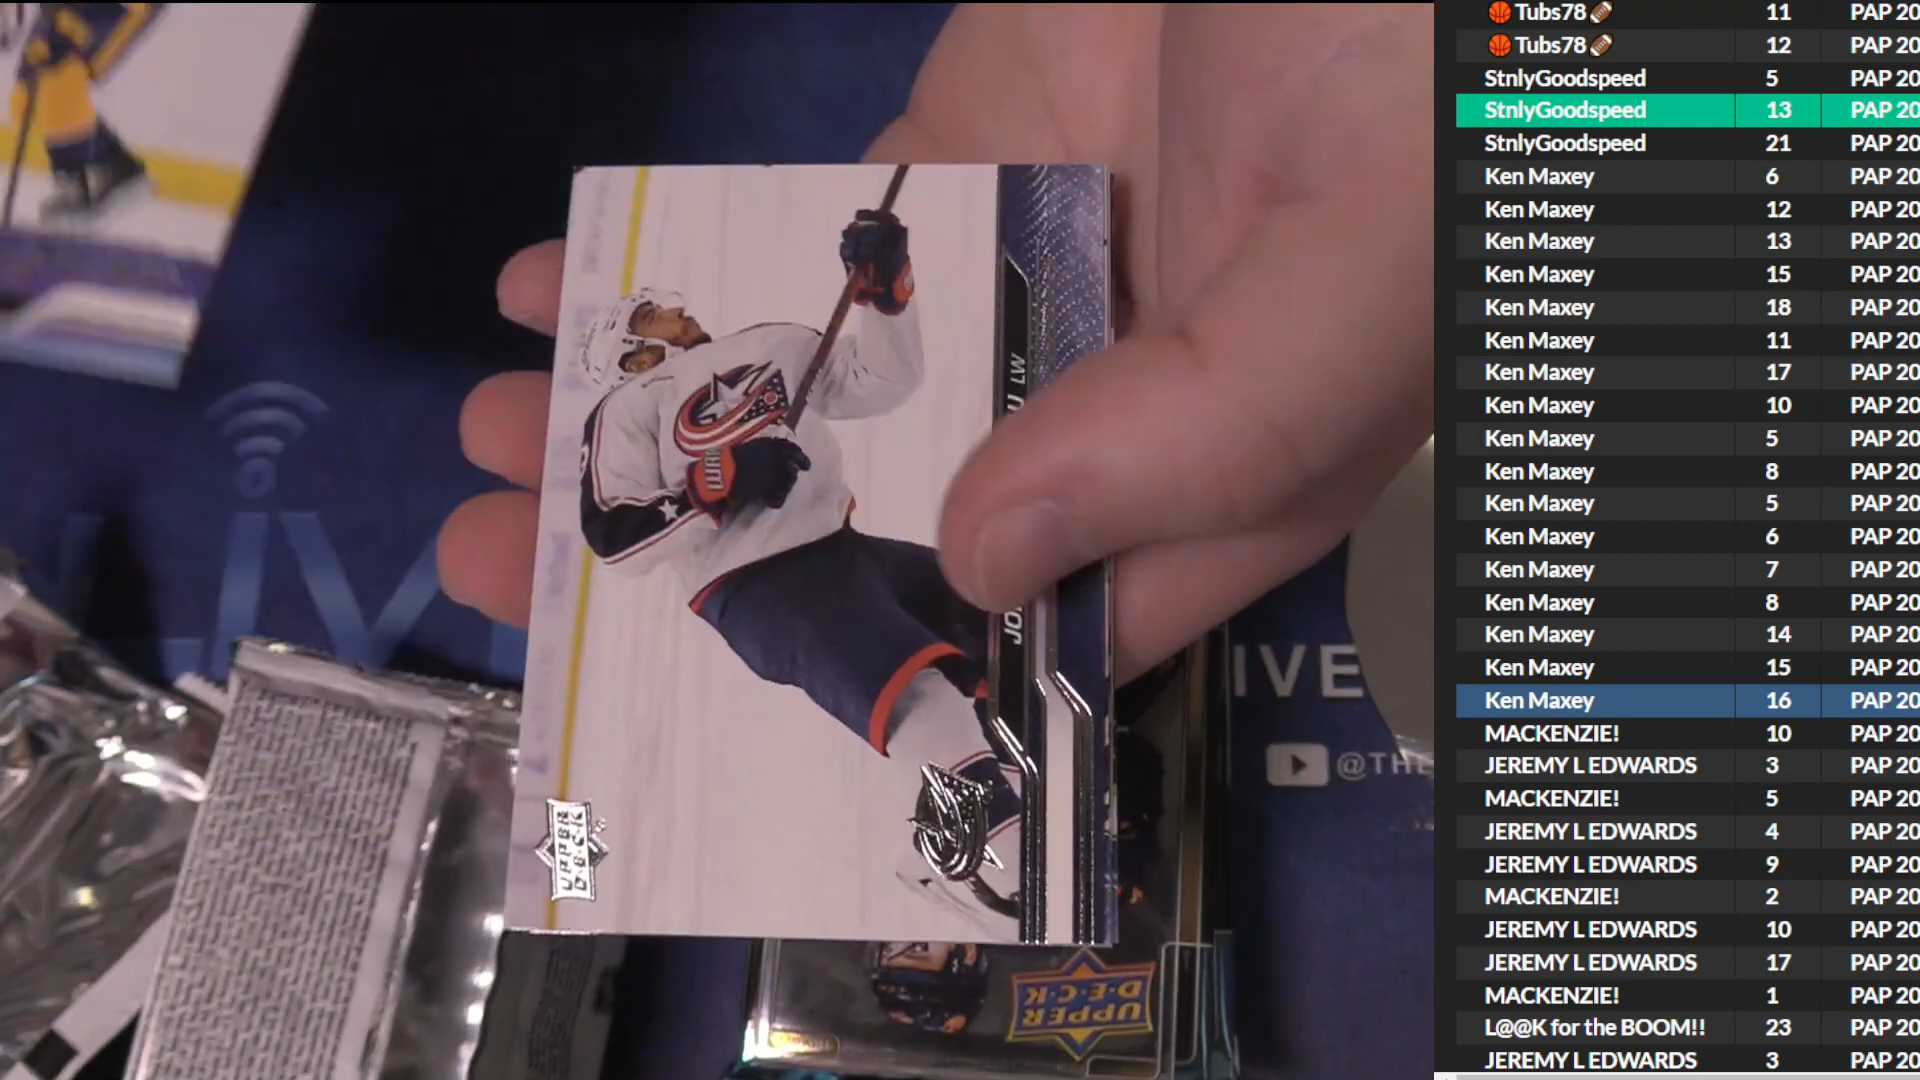 LW
U
JO
UPPER
DECK
UPPER
D·E·C·K
LIV
IVE
@THE
🏀Tubs78🏈 11 PAP 20
🏀Tubs78🏈 12 PAP 20
StnlyGoodspeed 5 PAP 20
StnlyGoodspeed 13 PAP 20
StnlyGoodspeed 21 PAP 20
Ken Maxey 6 PAP 20
Ken Maxey 12 PAP 20
Ken Maxey 13 PAP 20
Ken Maxey 15 PAP 20
Ken Maxey 18 PAP 20
Ken Maxey 11 PAP 20
Ken Maxey 17 PAP 20
Ken Maxey 10 PAP 20
Ken Maxey 5 PAP 20
Ken Maxey 8 PAP 20
Ken Maxey 5 PAP 20
Ken Maxey 6 PAP 20
Ken Maxey 7 PAP 20
Ken Maxey 8 PAP 20
Ken Maxey 14 PAP 20
Ken Maxey 15 PAP 20
Ken Maxey 16 PAP 20
MACKENZIE! 10 PAP 20
JEREMY L EDWARDS 3 PAP 20
MACKENZIE! 5 PAP 20
JEREMY L EDWARDS 4 PAP 20
JEREMY L EDWARDS 9 PAP 20
MACKENZIE! 2 PAP 20
JEREMY L EDWARDS 10 PAP 20
JEREMY L EDWARDS 17 PAP 20
MACKENZIE! 1 PAP 20
L@@K for the BOOM!! 23 PAP 20
JEREMY L EDWARDS 3 PAP 20